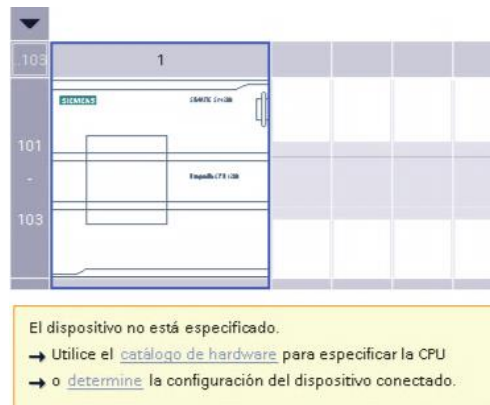 ..103
1
SIEMENS
101
-
103
El dispositivo no está especificado.
→ Utilice el catálogo de hardware para especificar la CPU
→ o determine la configuración del dispositivo conectado.